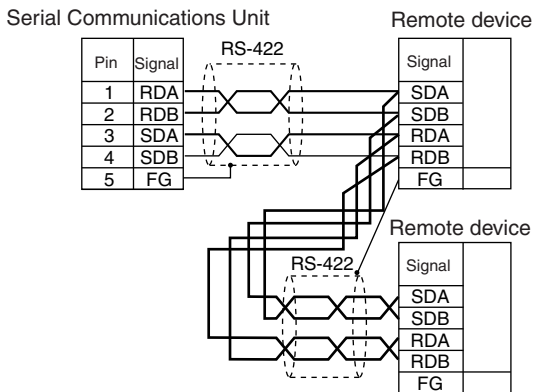 Serial Communications Unit
Remote device
RS-422
Pin Signal
1 RDA
2 RDB
3 SDA
4 SDB
5 FG
Signal
SDA
SDB
RDA
RDB
FG
Remote device
RS-422
Signal
SDA
SDB
RDA
RDB
FG